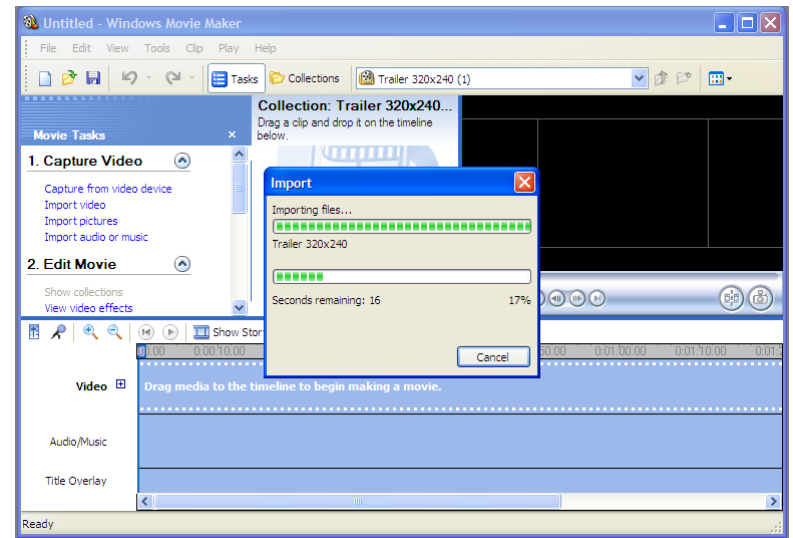 Untitled - Windows Movie Maker
File Edit View Tools Clip Play Help
Tasks Collections Trailer 320x240 (1)
Movie Tasks
Collection: Trailer 320x240...
Drag a clip and drop it on the timeline
below.
1. Capture Video
Capture from video device
Import video
Import pictures
Import audio or music
2. Edit Movie
Show collections
View video effects
Import
Importing files...
Trailer 320x240
Seconds remaining: 16 17%
Cancel
Show Stor
0:00:10.00 0:01:00.00 0:01:10.00
Video Drag media to the timeline to begin making a movie.
Audio/Music
Title Overlay
Ready